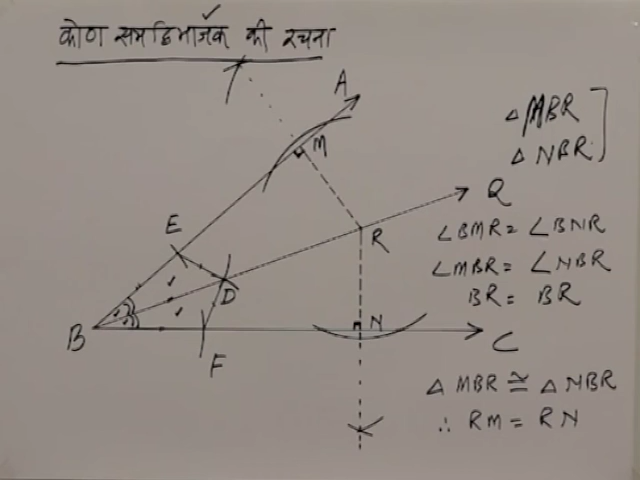 कोण समद्विभाजक की रचना
A
M
△ MBR
△ NBR
Q
E
R
∠BMR = ∠BNR
∠MBR = ∠NBR
BR = BR
D
B
N
C
F
△ MBR ≅ △ NBR
∴ RM = RN